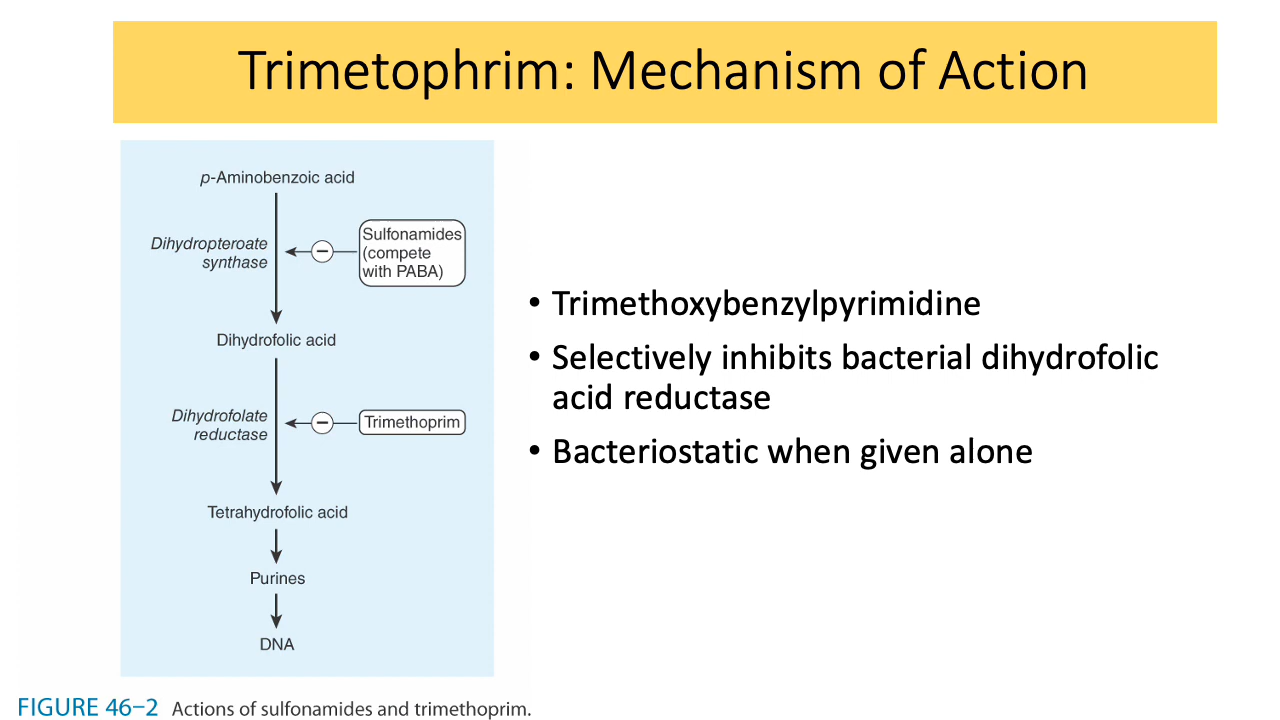 Trimetophrim: Mechanism of Action
p-Aminobenzoic acid
Dihydropteroate
synthase
Sulfonamides
(compete
with PABA)
Dihydrofolic acid
Dihydrofolate
reductase
Trimethoprim
Tetrahydrofolic acid
Purines
DNA
FIGURE 46–2 Actions of sulfonamides and trimethoprim.
• Trimethoxybenzylpyrimidine
• Selectively inhibits bacterial dihydrofolic
acid reductase
• Bacteriostatic when given alone